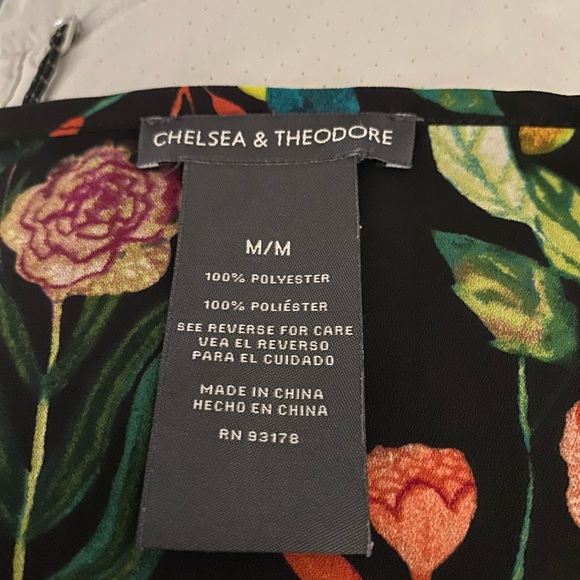 CHELSEA & THEODORE
M/M
100% POLYESTER
100% POLIÉSTER
SEE REVERSE FOR CARE
VEA EL REVERSO
PARA EL CUIDADO
MADE IN CHINA
HECHO EN CHINA
RN 93178